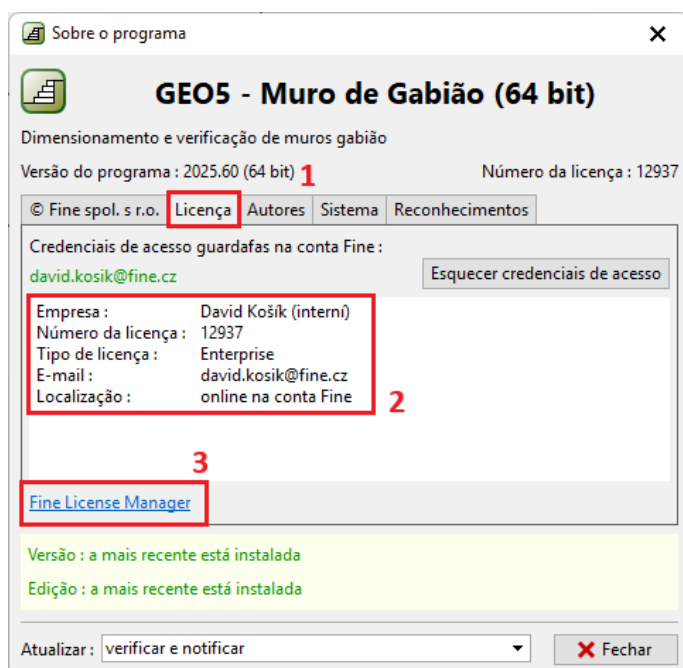 Sobre o programa
GEO5 - Muro de Gabião (64 bit)
Dimensionamento e verificação de muros gabião
Versão do programa : 2025.60 (64 bit) 1 Número da licença : 12937
© Fine spol. s r.o. Licença Autores Sistema Reconhecimentos
Credenciais de acesso guardafas na conta Fine :
david.kosik@fine.cz Esquecer credenciais de acesso
Empresa : David Košík (interní)
Número da licença : 12937
Tipo de licença : Enterprise
E-mail : david.kosik@fine.cz
Localização : online na conta Fine
2
3
Fine License Manager
Versão : a mais recente está instalada
Edição : a mais recente está instalada
Atualizar : verificar e notificar Fechar